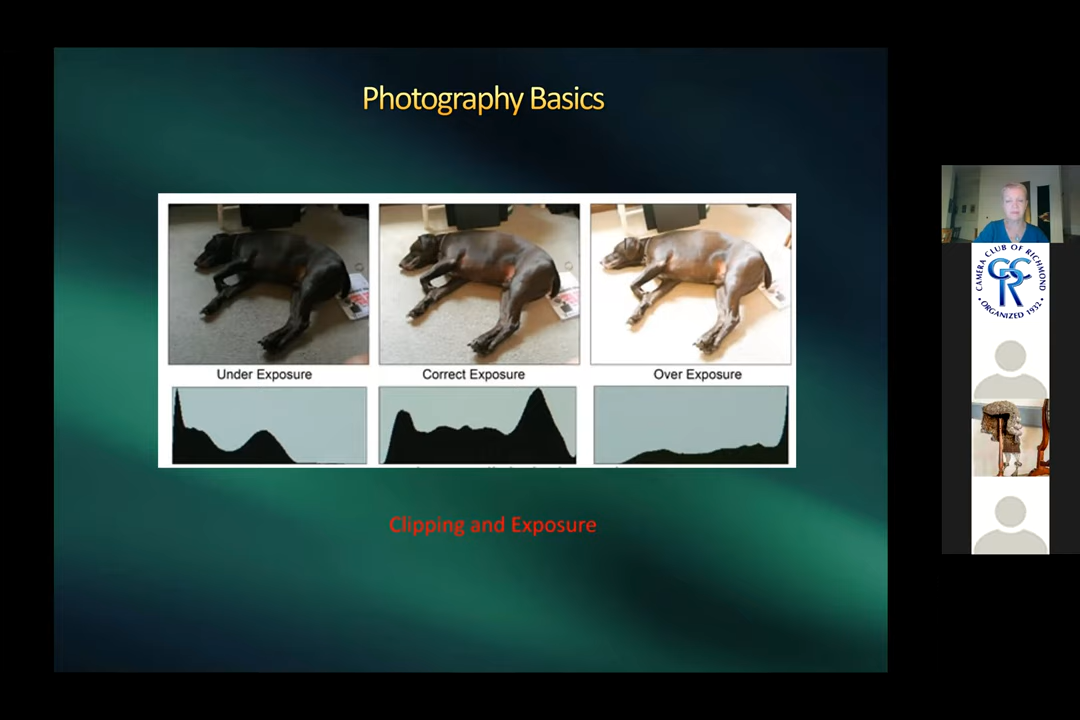 Photography Basics
Under Exposure
Correct Exposure
Over Exposure
Clipping and Exposure
CAMERA CLUB OF RICHMOND
CCR
• ORGANIZED 1932 •